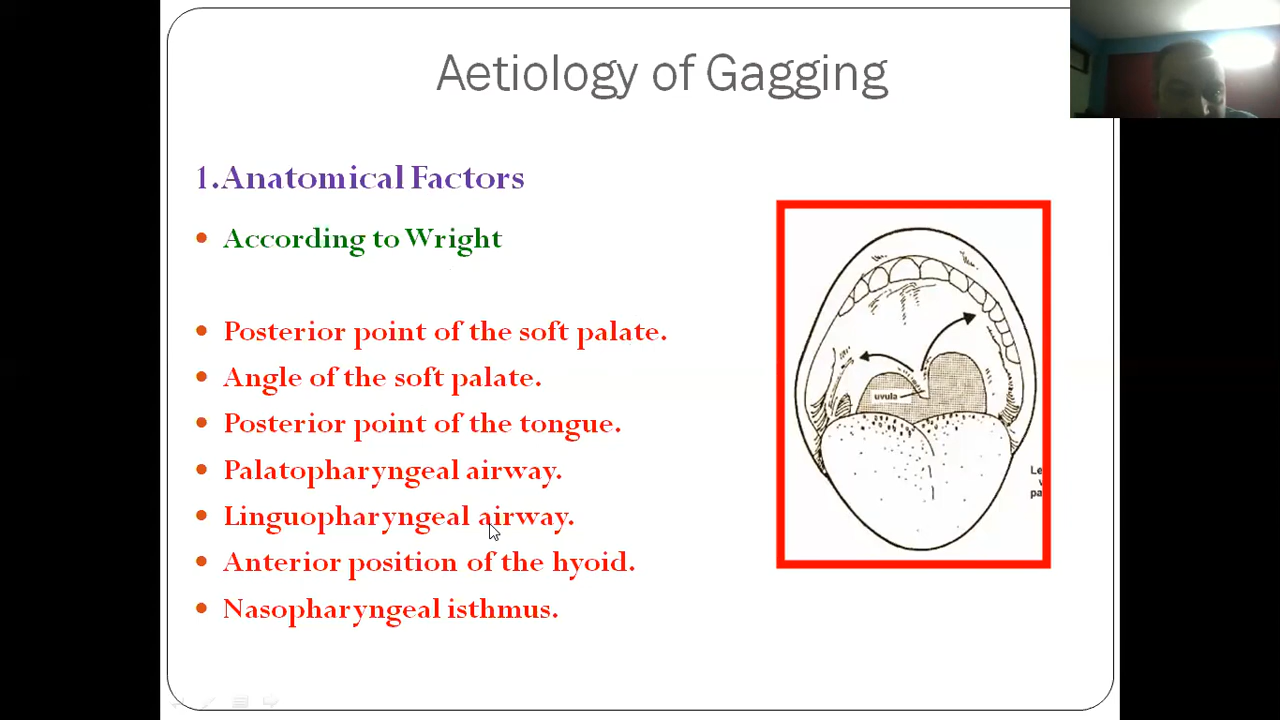 Aetiology of Gagging
1.Anatomical Factors
According to Wright
Posterior point of the soft palate.
Angle of the soft palate.
Posterior point of the tongue.
Palatopharyngeal airway.
Linguopharyngeal airway.
Anterior position of the hyoid.
Nasopharyngeal isthmus.
uvula